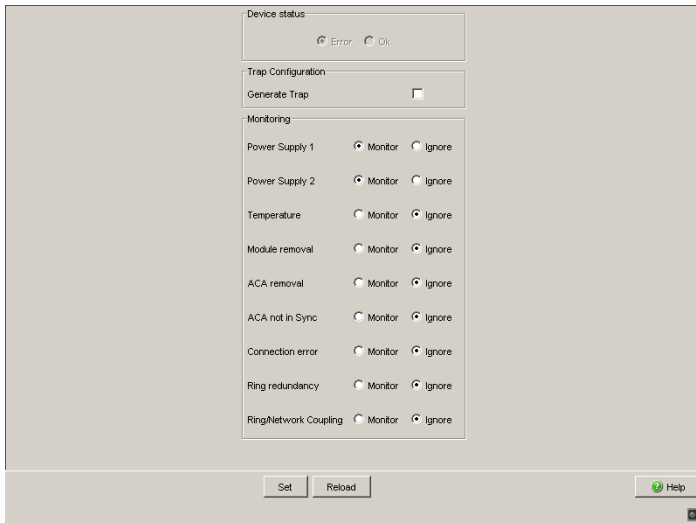 Device status
Error Ok
Trap Configuration
Generate Trap
Monitoring
Power Supply 1 Monitor Ignore
Power Supply 2 Monitor Ignore
Temperature Monitor Ignore
Module removal Monitor Ignore
ACA removal Monitor Ignore
ACA not in Sync Monitor Ignore
Connection error Monitor Ignore
Ring redundancy Monitor Ignore
Ring/Network Coupling Monitor Ignore
Set Reload Help